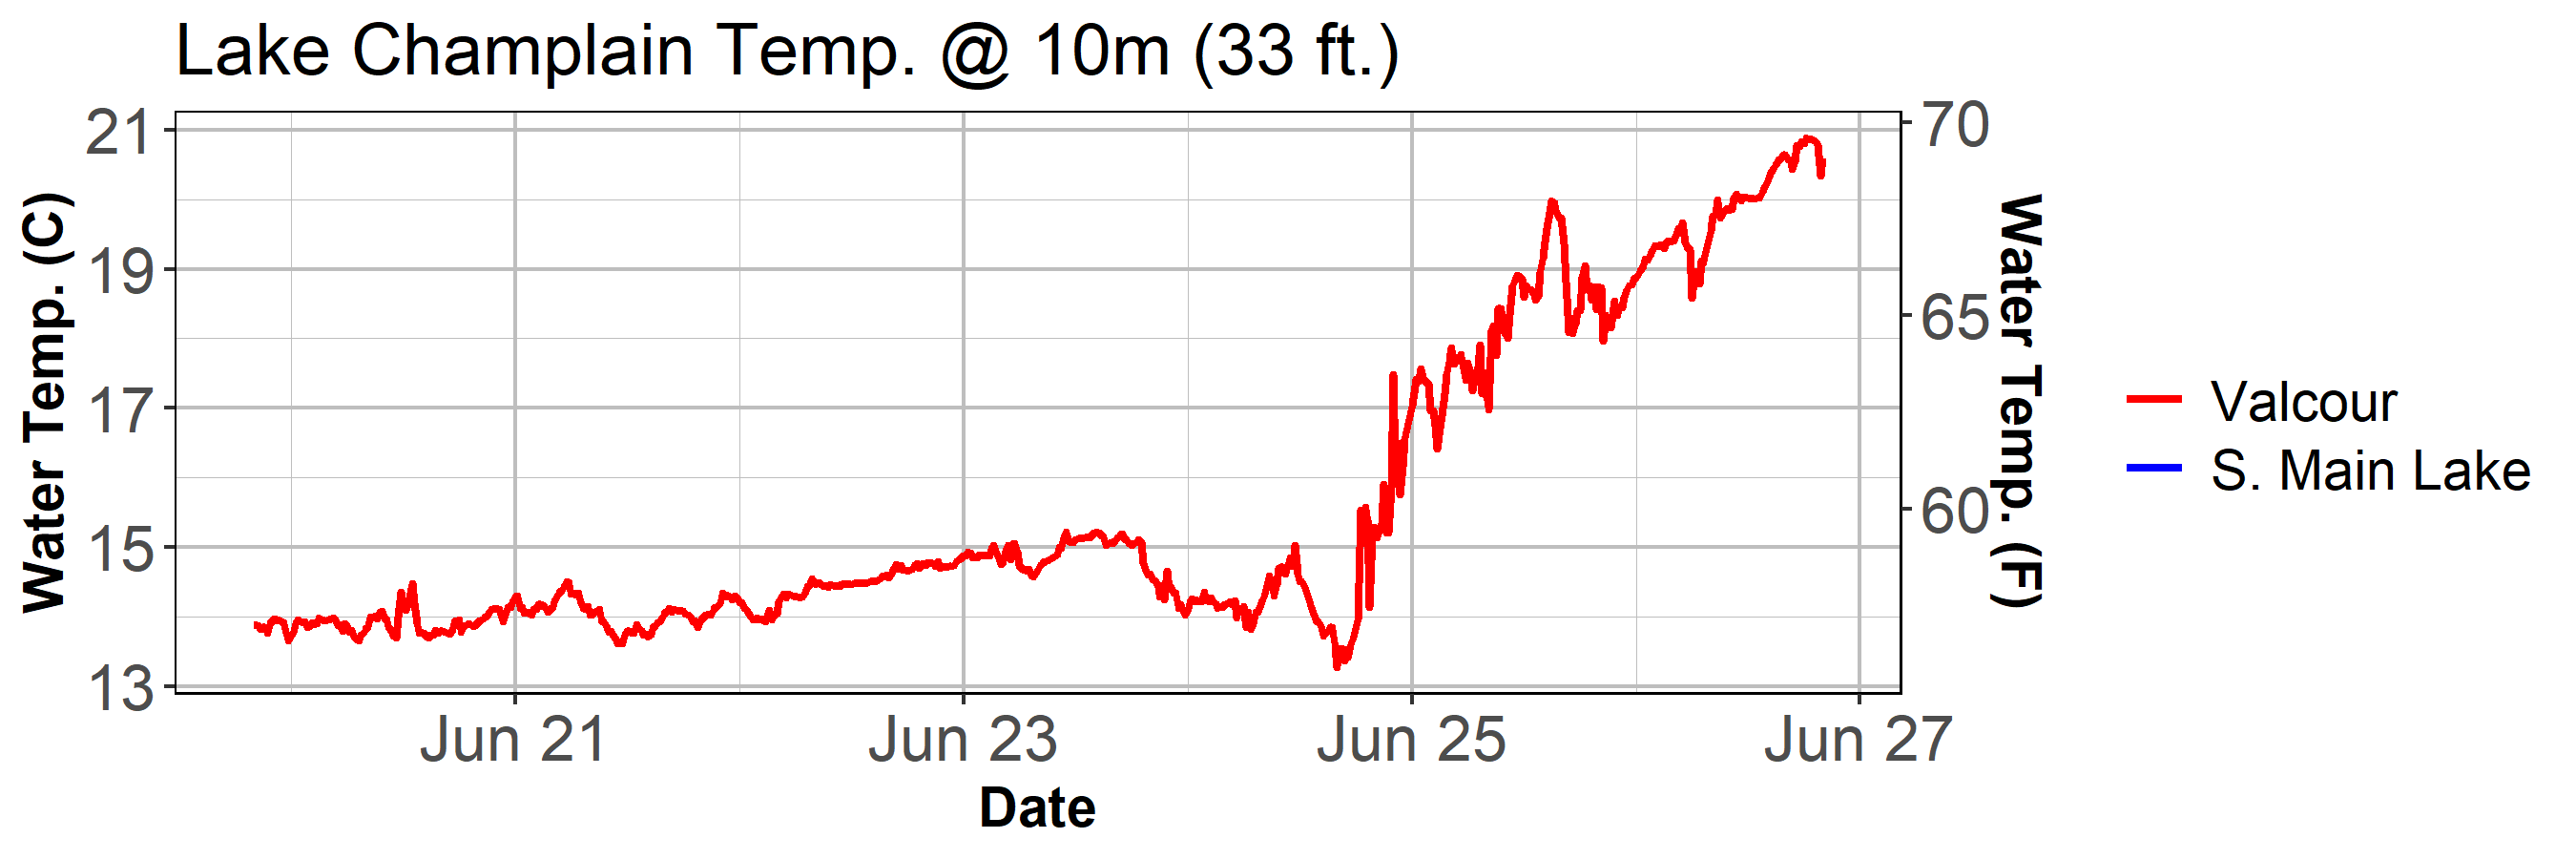 Lake Champlain Temp. @ 10m (33 ft.)
Water Temp. (C)
21
19
17
15
13
70
65
60
Water Temp. (F)
Jun 21
Jun 23
Jun 25
Jun 27
Date
Valcour
S. Main Lake